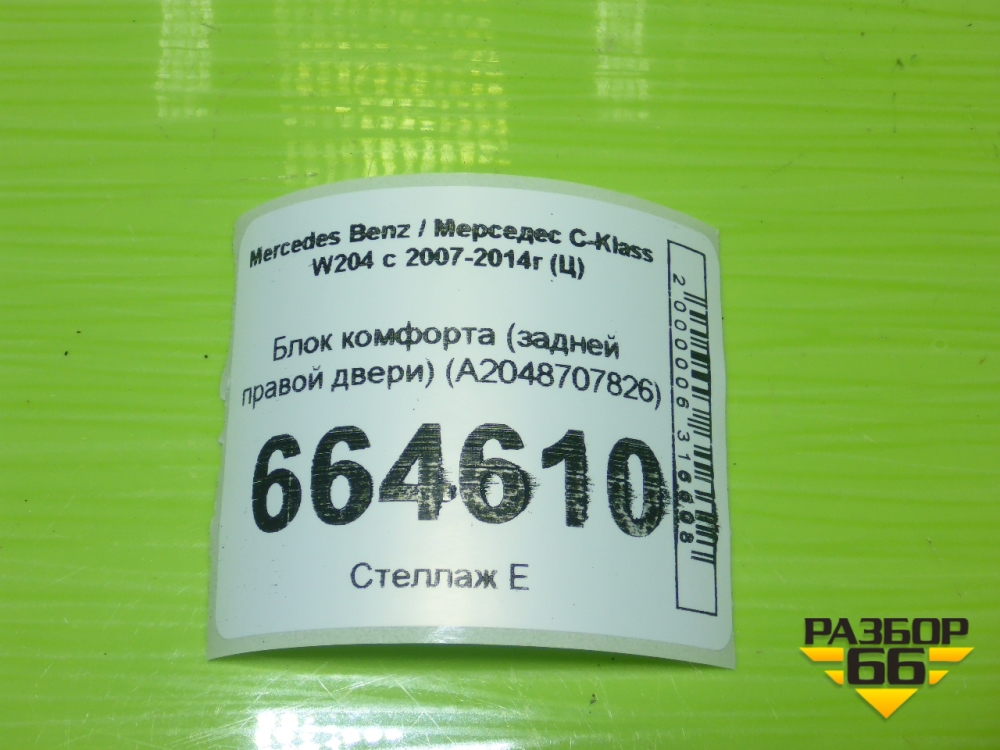 Mercedes Benz / Мерседес C-Klass
W204 с 2007-2014г (Ц)
Блок комфорта (задней
правой двери) (A2048707826)
664610
Стеллаж Е
РАЗБОР
66